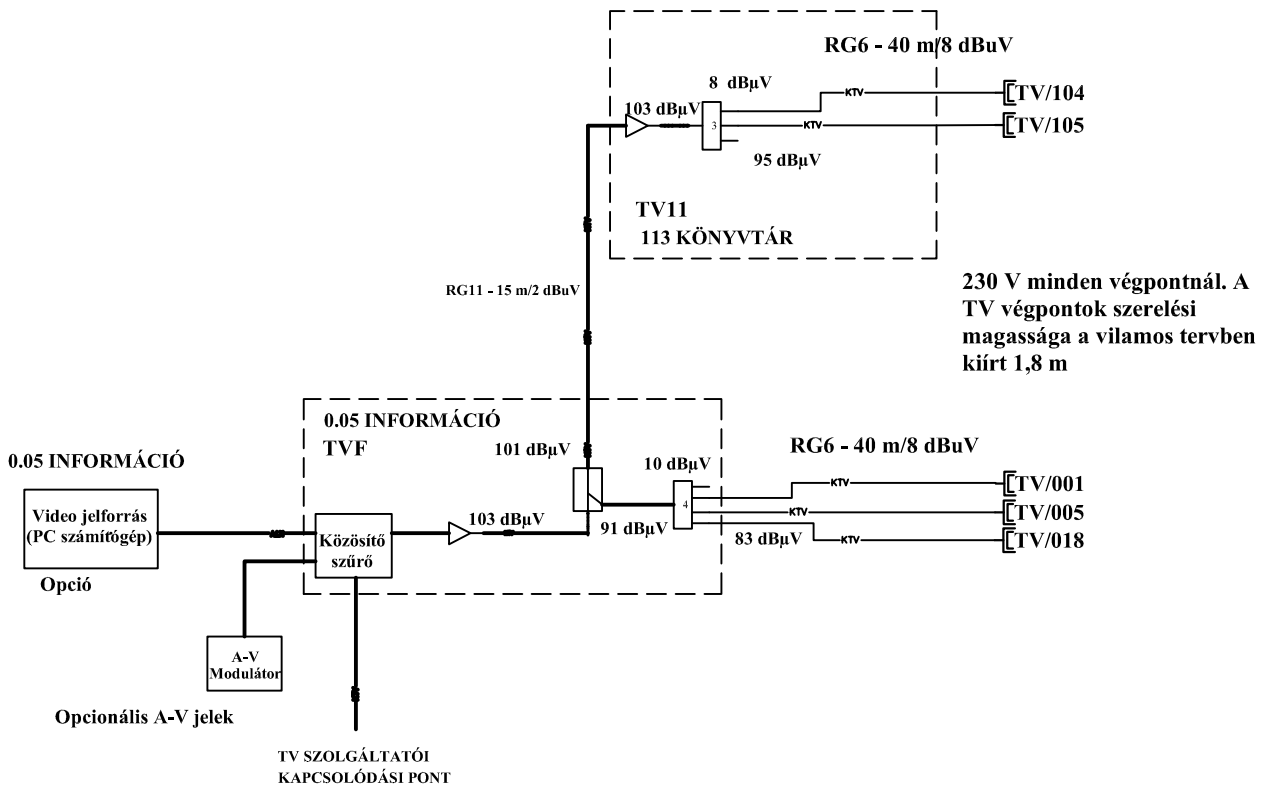 RG6 - 40 m/8 dBuV
8 dBµV
103 dBµV
KTV
TV/104
3
KTV
TV/105
95 dBµV
TV11
113 KÖNYVTÁR
RG11 - 15 m/2 dBuV
230 V minden végpontnál. A
TV végpontok szerelési
magassága a vilamos tervben
kiírt 1,8 m
0.05 INFORMÁCIÓ
TVF
101 dBµV
RG6 - 40 m/8 dBuV
0.05 INFORMÁCIÓ
10 dBµV
KTV
TV/001
Video jelforrás
(PC számítógép)
Közösítő
szűrő
103 dBµV
91 dBµV
4
KTV
TV/005
83 dBµV
KTV
TV/018
Opció
A-V
Modulátor
Opcionális A-V jelek
TV SZOLGÁLTATÓI
KAPCSOLÓDÁSI PONT